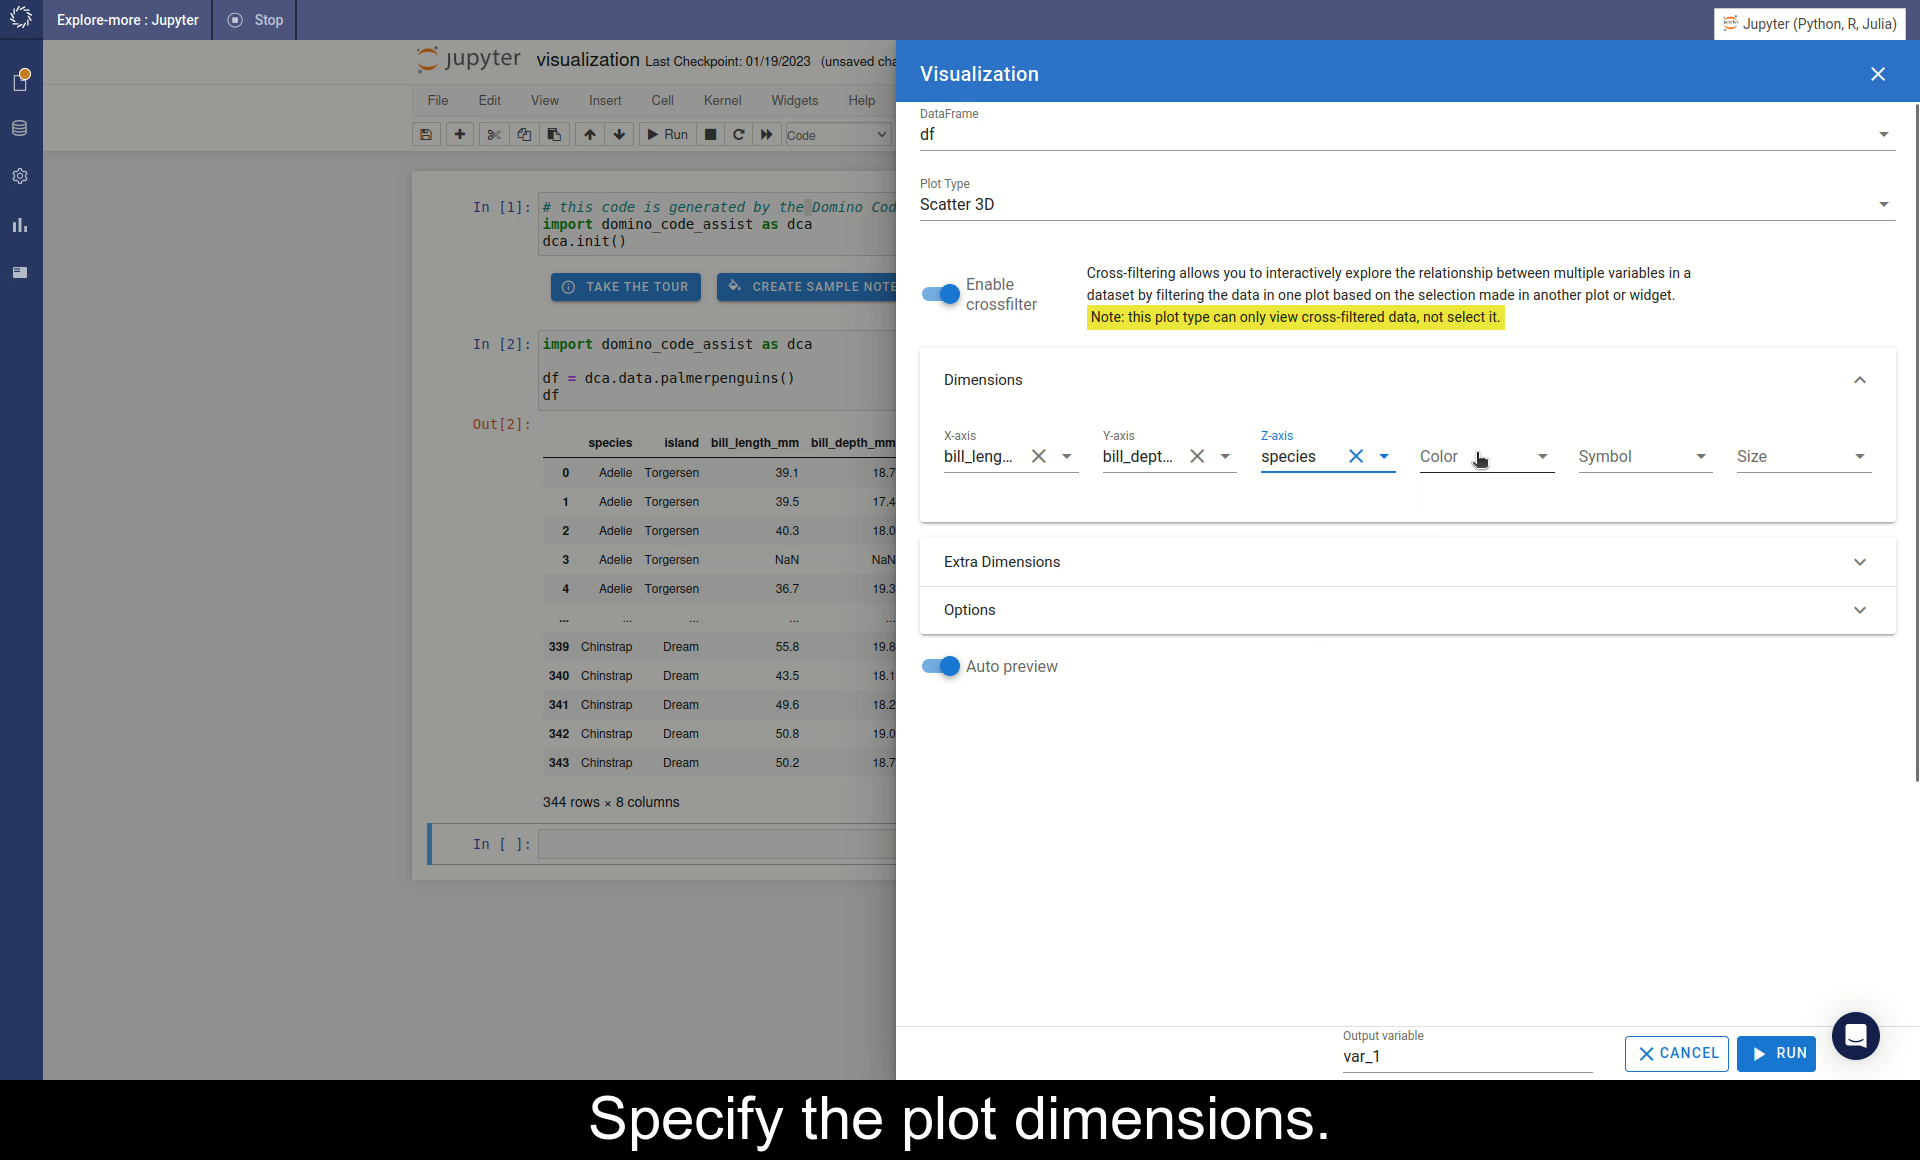 Explore-more : Jupyter
Stop
Jupyter (Python, R, Julia)
jupyter visualization Last Checkpoint: 01/19/2023 (unsaved cha
File Edit View Insert Cell Kernel Widgets Help
Run Code
In [1]: # this code is generated by the Domino Cod
import domino_code_assist as dca
dca.init()
TAKE THE TOUR CREATE SAMPLE NOTE
In [2]: import domino_code_assist as dca
df = dca.data.palmerpenguins()
df
Out[2]:
species island bill_length_mm bill_depth_mm
0 Adelie Torgersen 39.1 18.7
1 Adelie Torgersen 39.5 17.4
2 Adelie Torgersen 40.3 18.0
3 Adelie Torgersen NaN NaN
4 Adelie Torgersen 36.7 19.3
... ... ... ... ...
339 Chinstrap Dream 55.8 19.8
340 Chinstrap Dream 43.5 18.1
341 Chinstrap Dream 49.6 18.2
342 Chinstrap Dream 50.8 19.0
343 Chinstrap Dream 50.2 18.7
344 rows × 8 columns
In [ ]:
Visualization
DataFrame
df
Plot Type
Scatter 3D
Enable
crossfilter
Cross-filtering allows you to interactively explore the relationship between multiple variables in a
dataset by filtering the data in one plot based on the selection made in another plot or widget.
Note: this plot type can only view cross-filtered data, not select it.
Dimensions
X-axis Y-axis Z-axis
bill_leng... bill_dept... species Color Symbol Size
Extra Dimensions
Options
Auto preview
Output variable
var_1
CANCEL
RUN
Specify the plot dimensions.